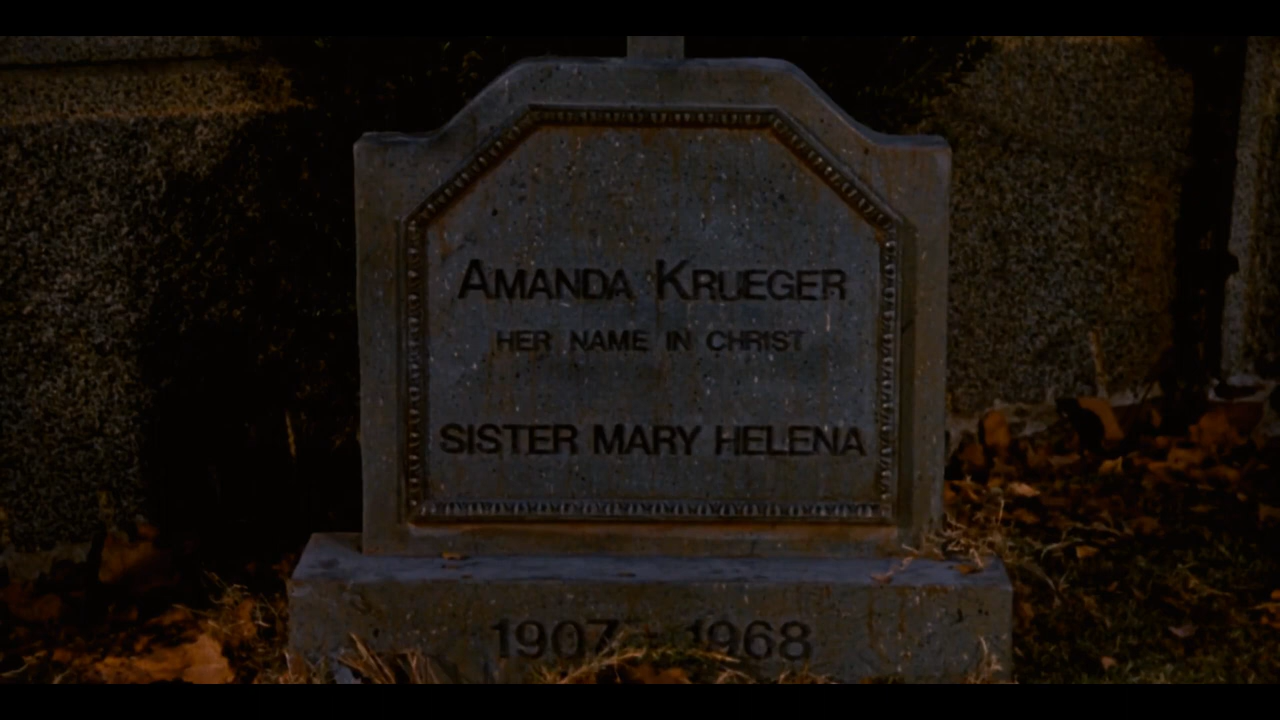 AMANDA KRUEGER
HER NAME IN CHRIST
SISTER MARY HELENA
1907 - 1968